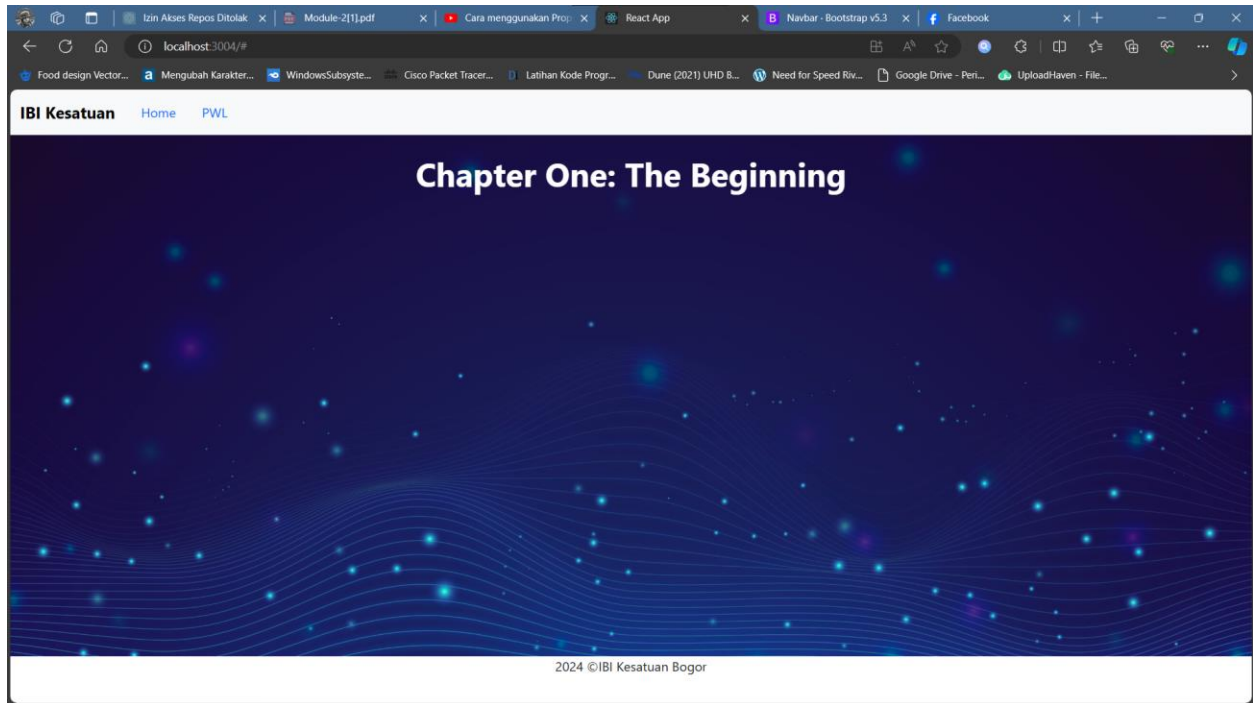 Izin Akses Repos Ditolak
Module-2[1].pdf
Cara menggunakan Prop
React App
Navbar · Bootstrap v5.3
Facebook
localhost:3004/#
Food design Vector...
Mengubah Karakter...
WindowsSubsyste...
Cisco Packet Tracer...
Latihan Kode Progr...
Dune (2021) UHD B...
Need for Speed Riv...
Google Drive - Peri...
UploadHaven - File...
IBI Kesatuan Home PWL
Chapter One: The Beginning
2024 ©IBI Kesatuan Bogor